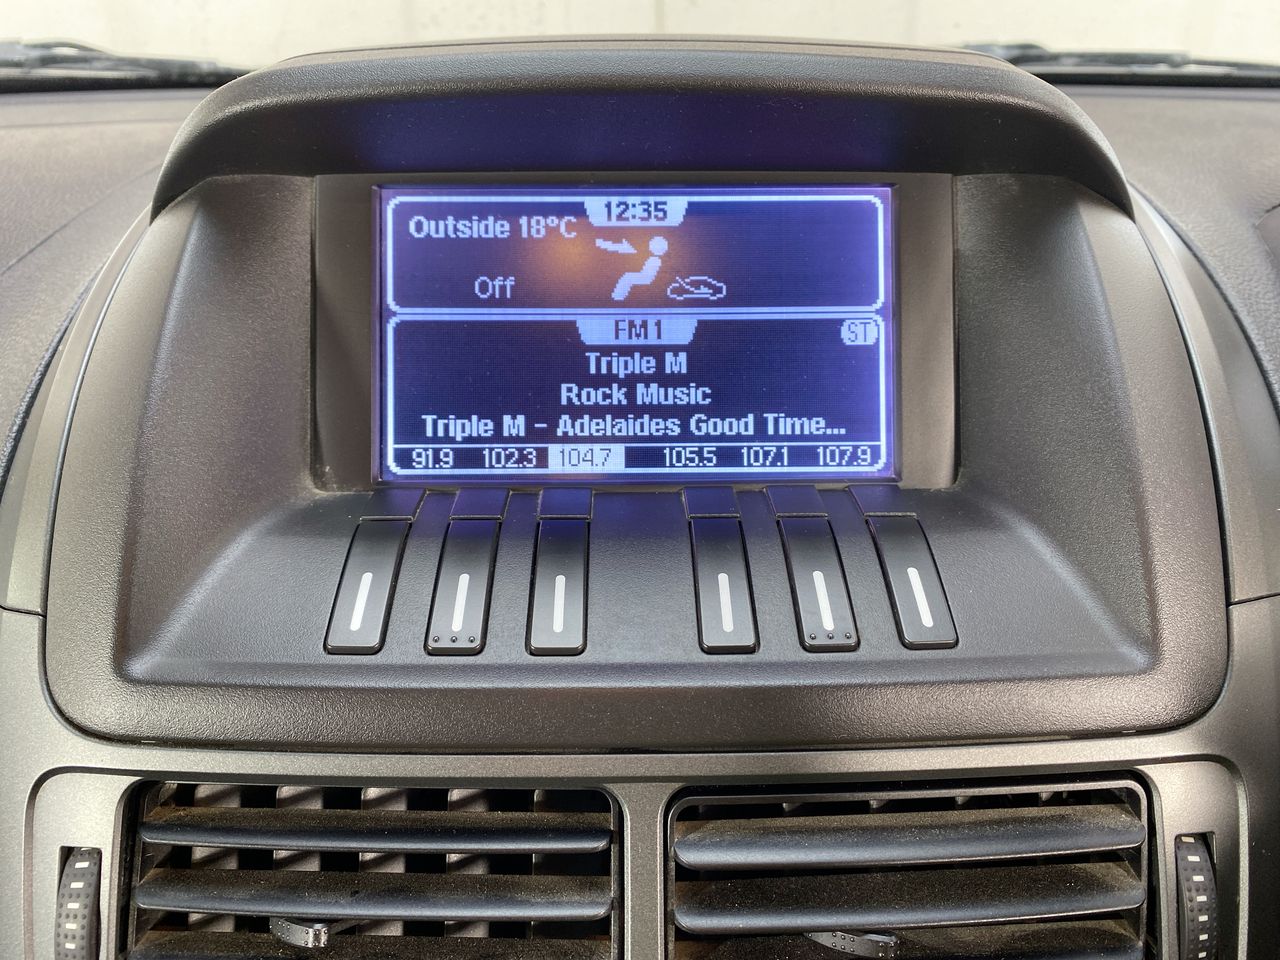 12:35
Outside 18°C
Off
FM1
ST
Triple M
Rock Music
Triple M - Adelaides Good Time...
91.9 102.3 104.7 105.5 107.1 107.9